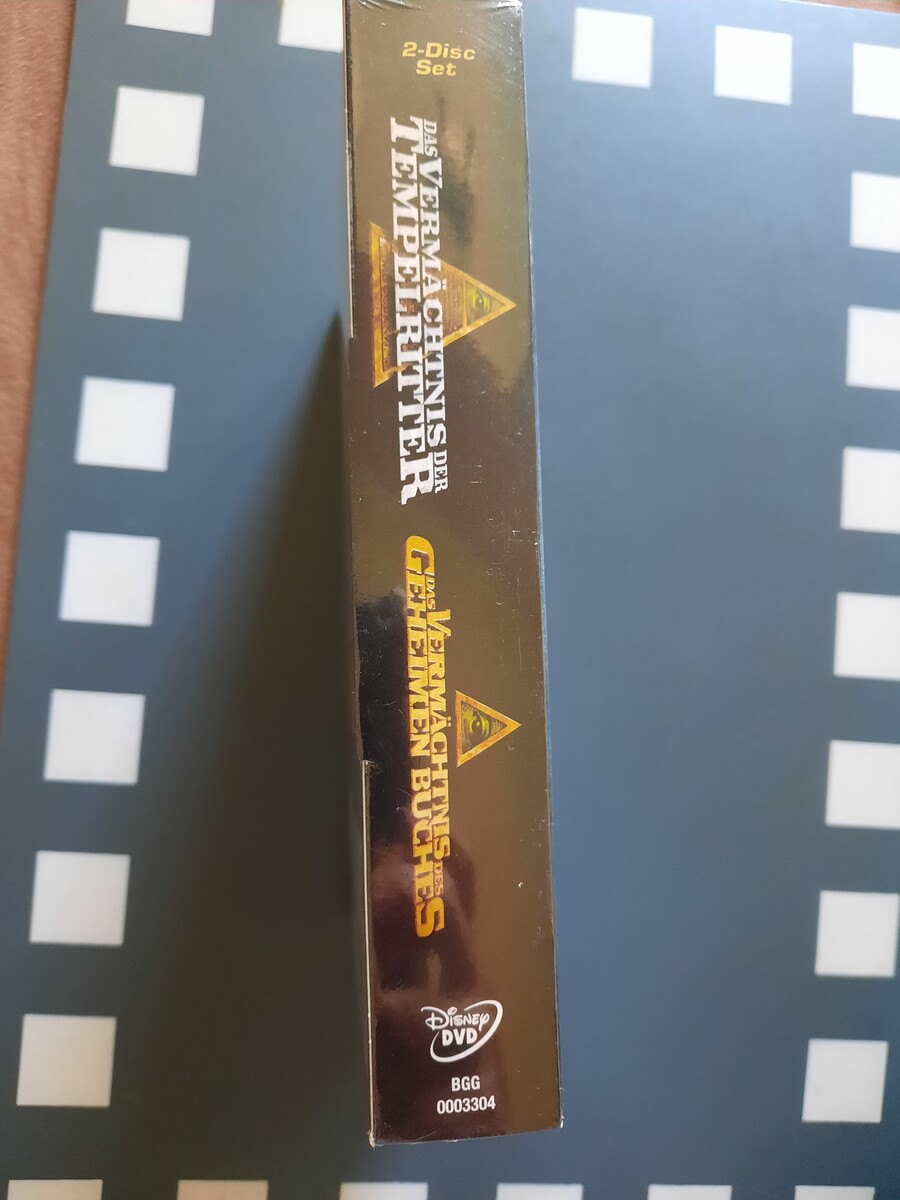 2-Disc
Set
DAS VERMÄCHTNIS DER
TEMPELRITTER
DAS VERMÄCHTNIS DES
GEHEIMEN BUCHES
DISNEY
DVD
BGG
0003304